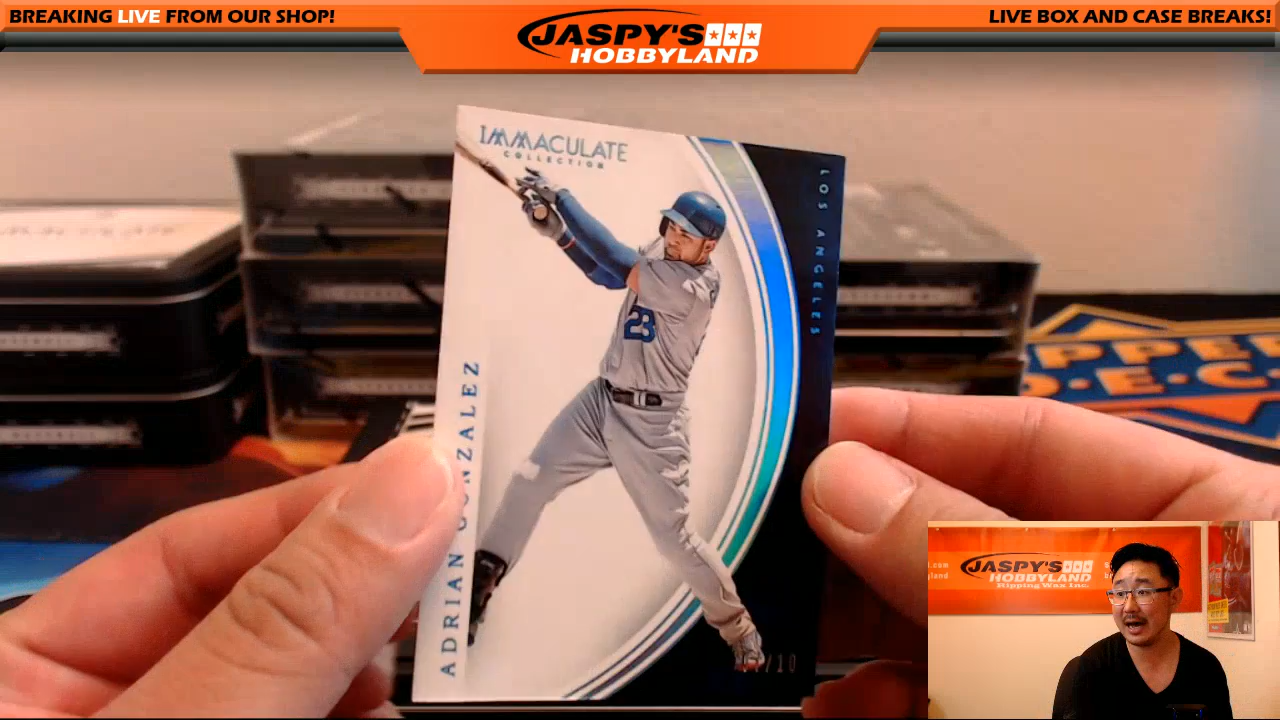 BREAKING LIVE FROM OUR SHOP!
JASPY'S
HOBBYLAND
LIVE BOX AND CASE BREAKS!
IMMACULATE
COLLECTION
LOS ANGELES
23
ADRIAN GONZALEZ
/10
JASPY'S
HOBBYLAND
Ripping Wax Inc.